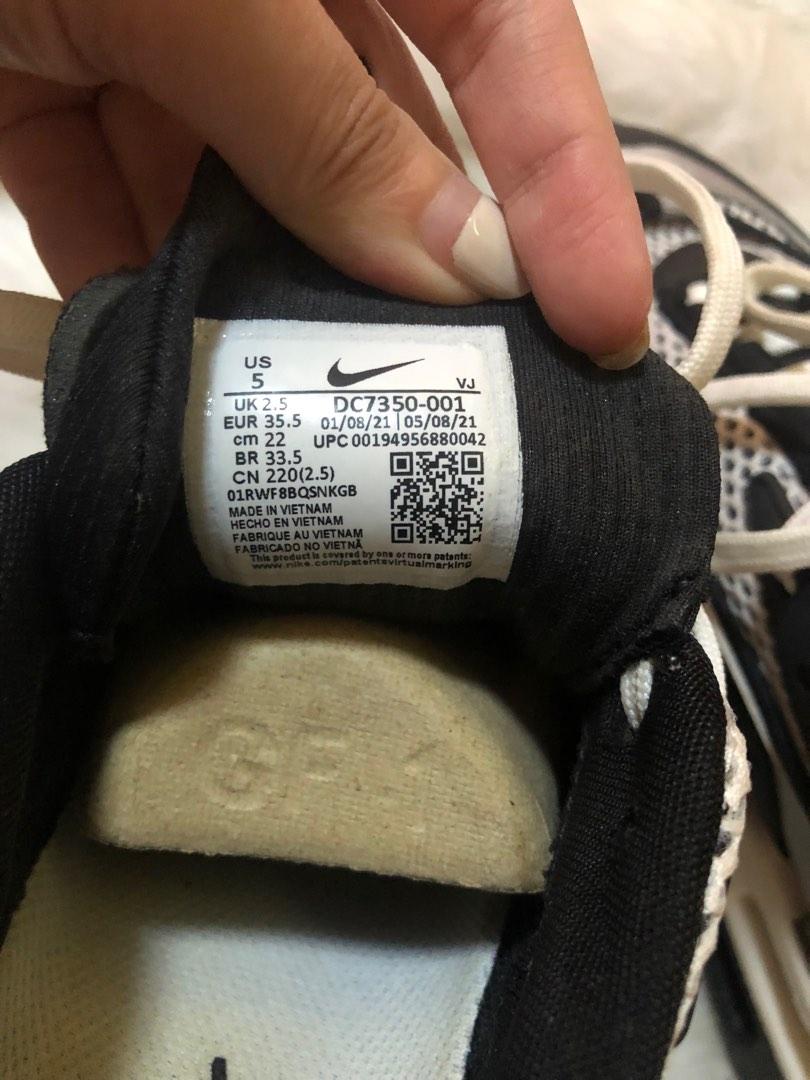 US
5
VJ
UK 2.5 DC7350-001
EUR 35.5 01/08/21 | 05/08/21
cm 22 UPC 00194956880042
BR 33.5
CN 220(2.5)
01RWF8BQSNKGB
MADE IN VIETNAM
HECHO EN VIETNAM
FABRIQUE AU VIETNAM
FABRICADO NO VIETNÃ
This product is covered by one or more patents:
www.nike.com/patentsvirtualmarking